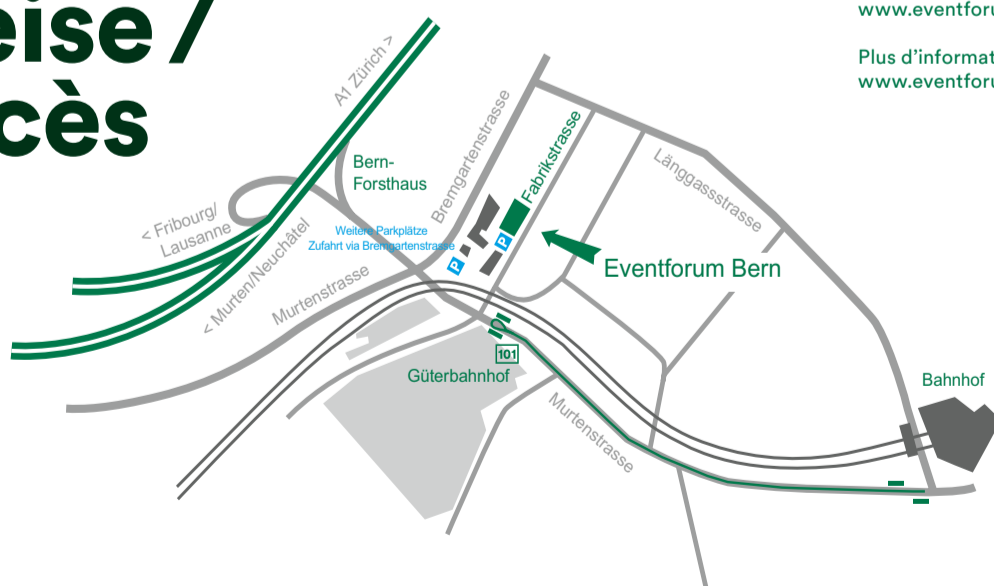 eise /
cès
www.eventforu
Plus d’informat
www.eventforu
A1 Zürich >
Bern-
Forsthaus
< Fribourg/
Lausanne
< Murten/Neuchâtel
Murtenstrasse
Bremgartenstrasse
Fabrikstrasse
Länggassstrasse
Weitere Parkplätze
Zufahrt via Bremgartenstrasse
P
P
Eventforum Bern
101
Güterbahnhof
Murtenstrasse
Bahnhof